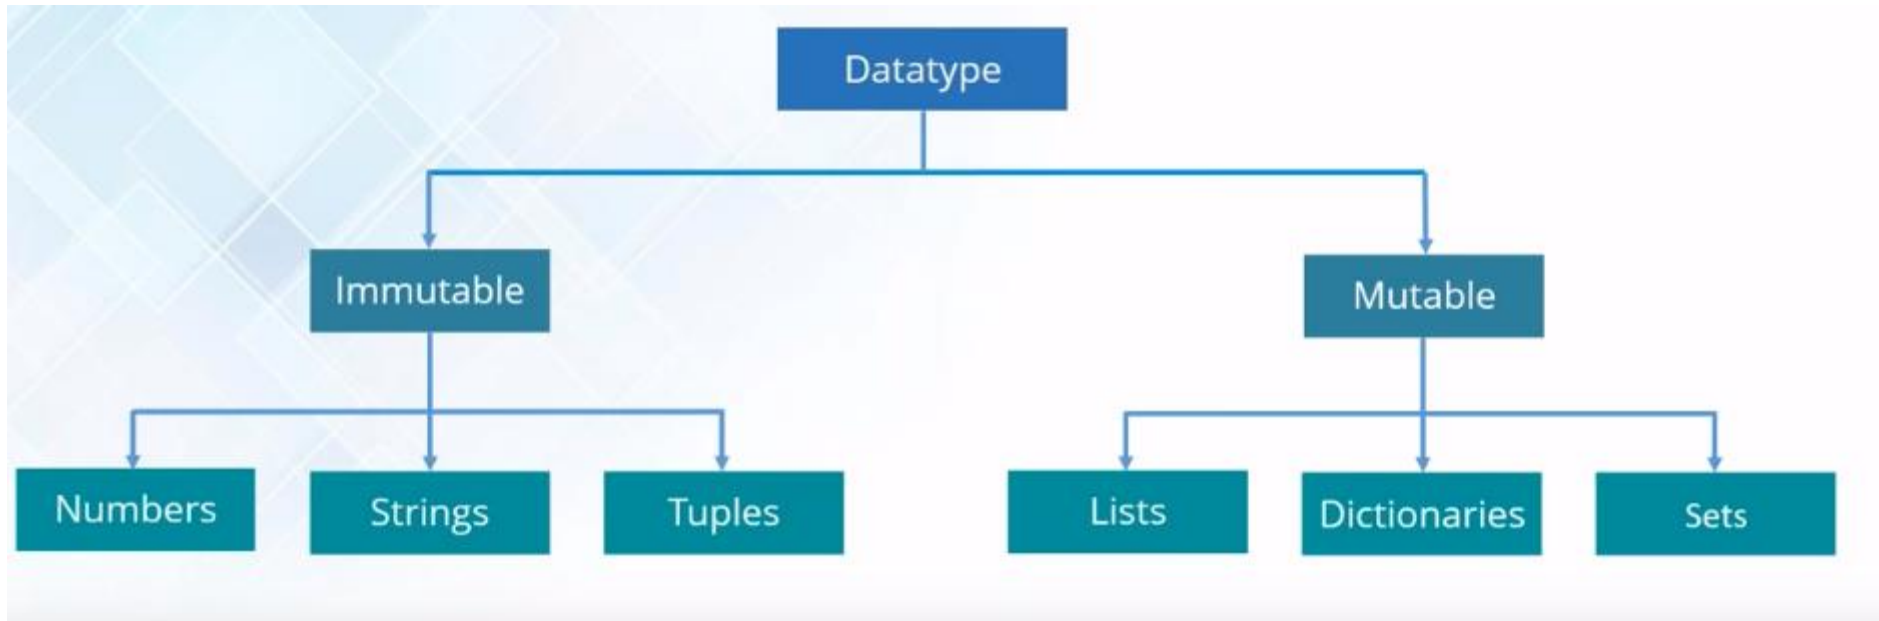 Datatype
Immutable
Mutable
Numbers
Strings
Tuples
Lists
Dictionaries
Sets